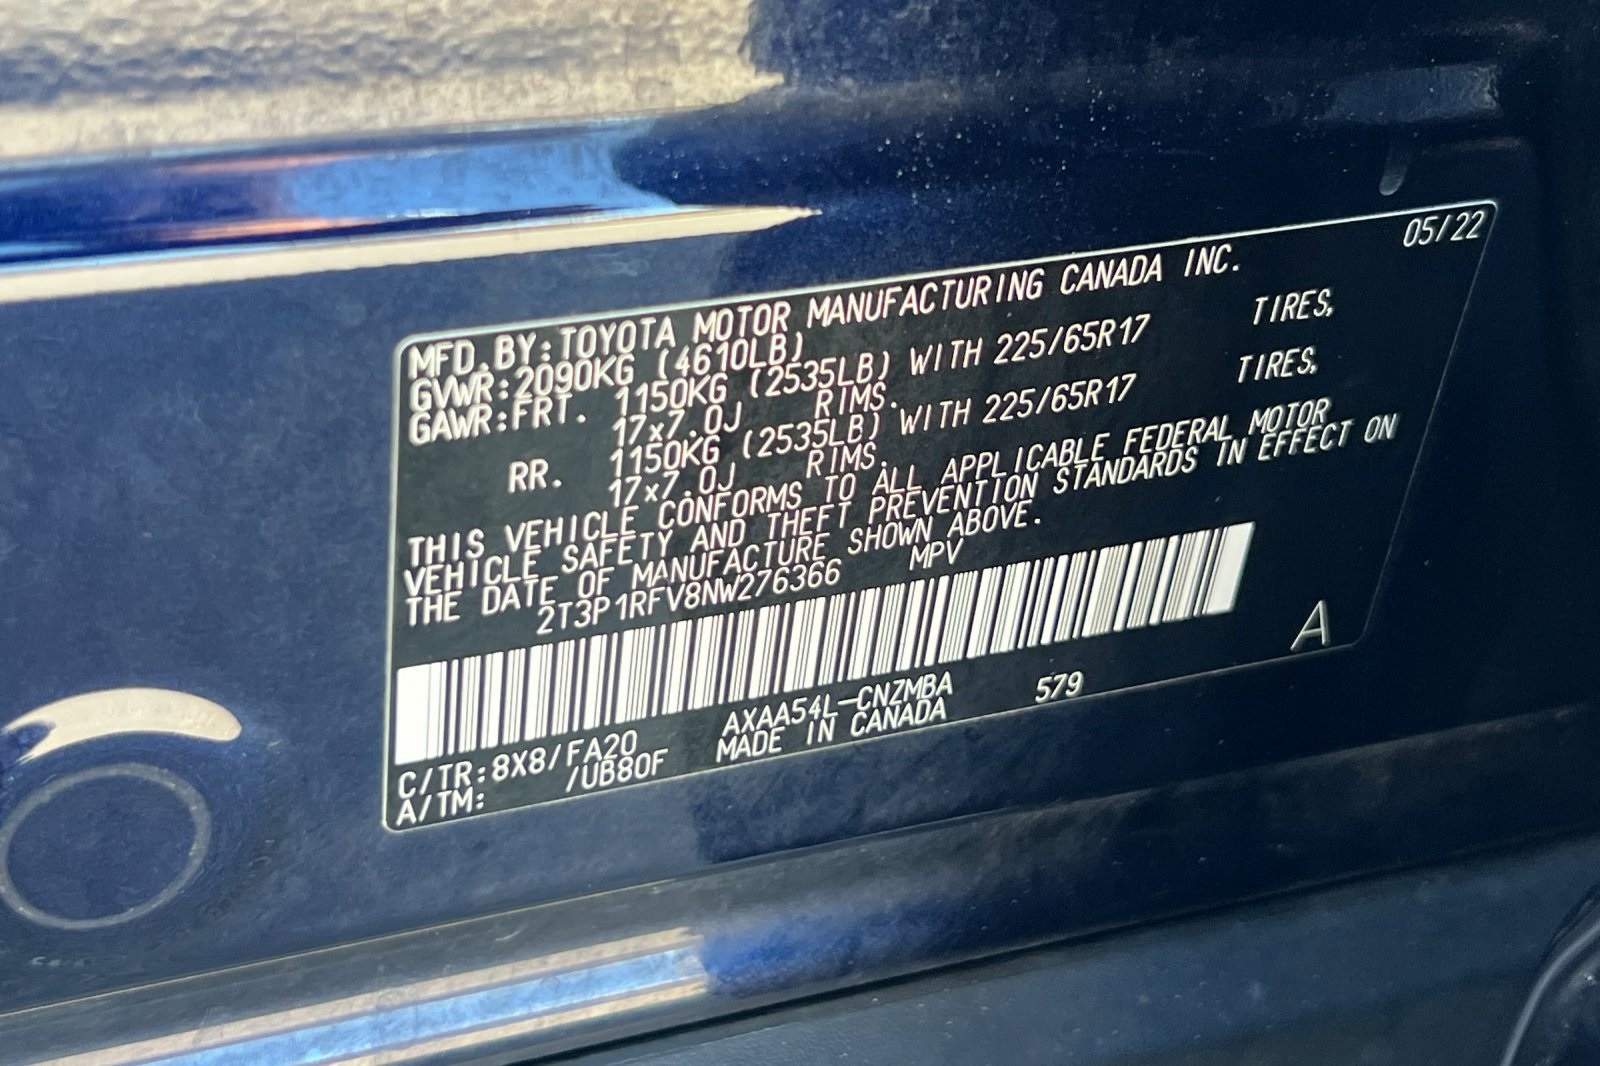 05/22
MFD.BY:TOYOTA MOTOR MANUFACTURING CANADA INC.
GVWR:2090KG (4610LB)
GAWR:FRT. 1150KG (2535LB) WITH 225/65R17 TIRES,
17x7.0J RIMS.
RR. 1150KG (2535LB) WITH 225/65R17 TIRES,
17x7.0J RIMS.
THIS VEHICLE CONFORMS TO ALL APPLICABLE FEDERAL MOTOR
VEHICLE SAFETY AND THEFT PREVENTION STANDARDS IN EFFECT ON
THE DATE OF MANUFACTURE SHOWN ABOVE.
2T3P1RFV8NW276366 MPV
A
C/TR:8X8/FA20 AXAA54L-CNZMBA 579
A/TM: /UB80F MADE IN CANADA